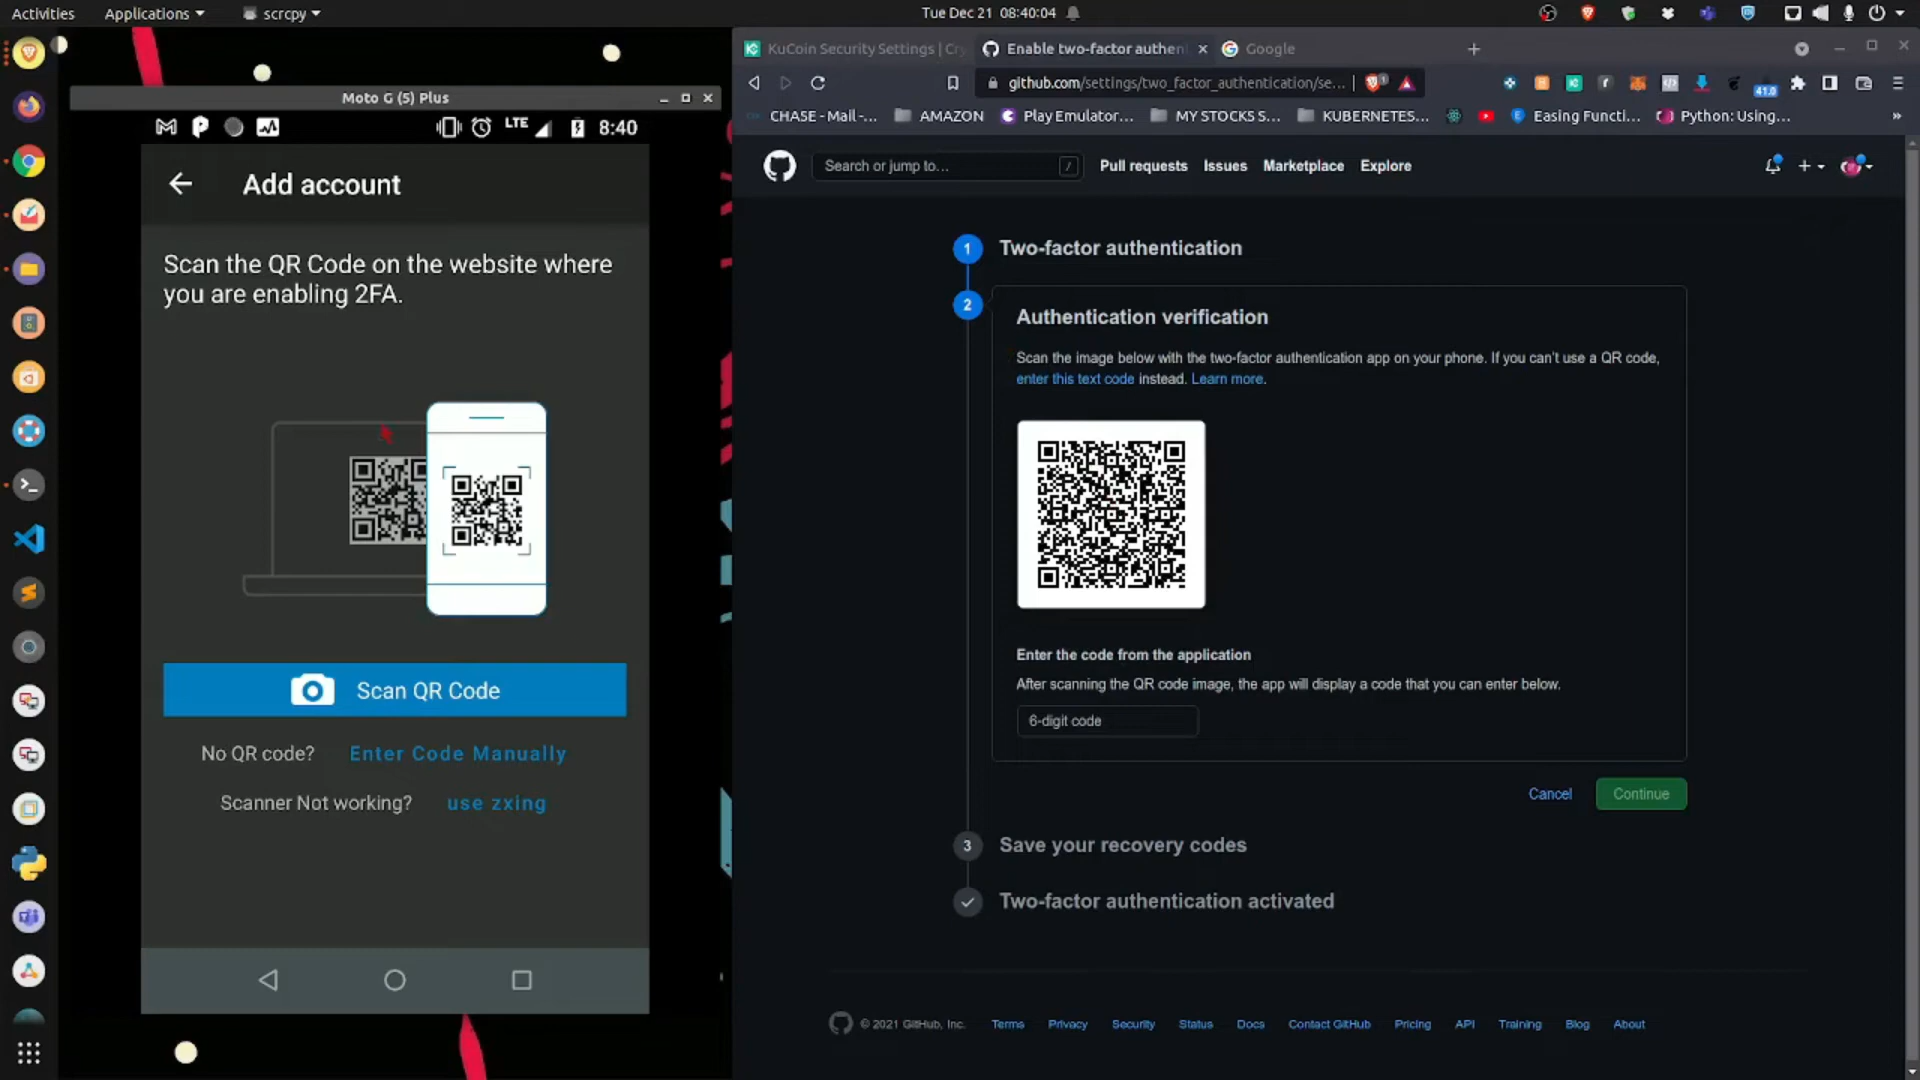 Activities
Applications
scrcpy
Tue Dec 21 08:40:04
Moto G (5) Plus
LTE
8:40
Add account
Scan the QR Code on the website where
you are enabling 2FA.
Scan QR Code
No QR code? Enter Code Manually
Scanner Not working? use zxing
KuCoin Security Settings | Cry
Enable two-factor authen
Google
github.com/settings/two_factor_authentication/se...
1
41.0
CHASE - Mail -...
AMAZON
Play Emulator...
MY STOCKS S...
KUBERNETES...
Easing Functi...
Python: Using...
»
Search or jump to...
/
Pull requests
Issues
Marketplace
Explore
1 Two-factor authentication
2
Authentication verification
Scan the image below with the two-factor authentication app on your phone. If you can't use a QR code,
enter this text code instead. Learn more.
Enter the code from the application
After scanning the QR code image, the app will display a code that you can enter below.
6-digit code
Cancel
Continue
3 Save your recovery codes
Two-factor authentication activated
© 2021 GitHub, Inc.
Terms
Privacy
Security
Status
Docs
Contact GitHub
Pricing
API
Training
Blog
About